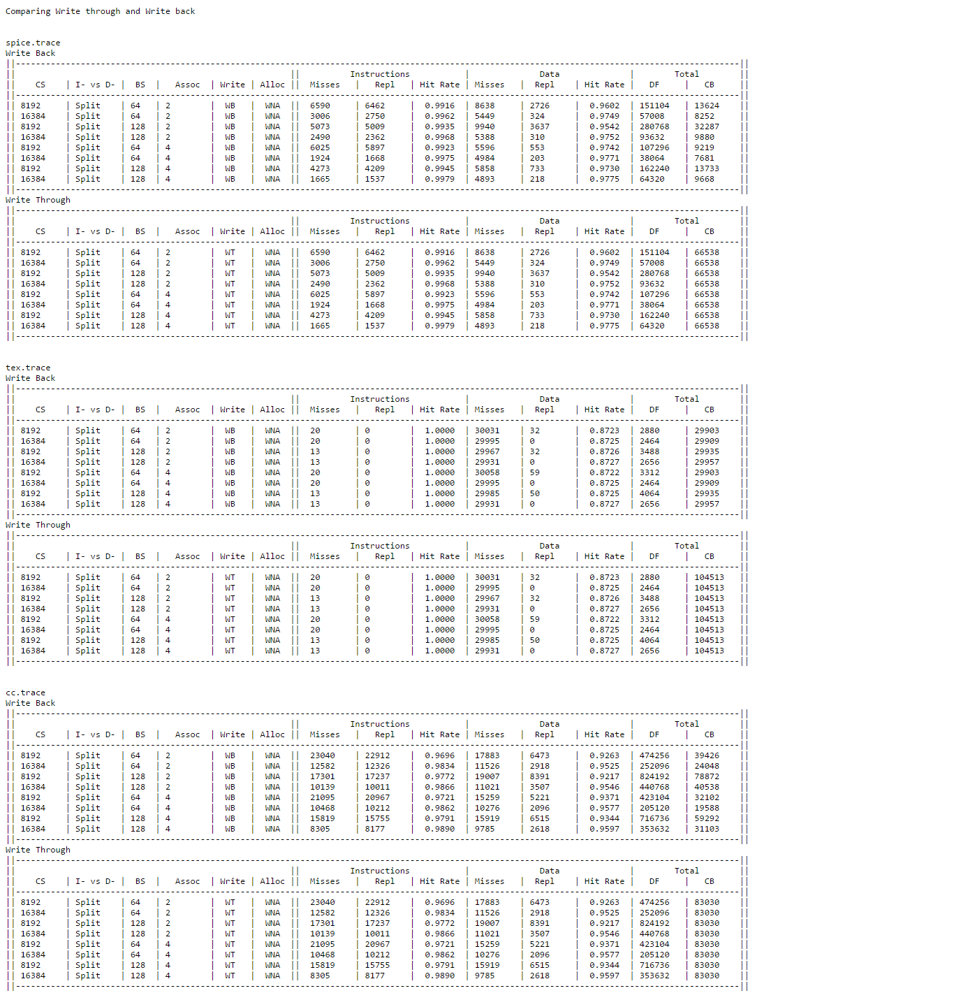 Comparing Write through and Write back
spice.trace
Write Back
||--------------------------------------------------------------------------------------------------------------------------------------------------||
|| || Instructions | Data | Total ||
|| CS | I- vs D- | BS | Assoc | Write | Alloc || Misses | Repl | Hit Rate | Misses | Repl | Hit Rate | DF | CB ||
||--------------------------------------------------------------------------------------------------------------------------------------------------||
|| 8192 | Split | 64 | 2 | WB | WNA || 6590 | 6462 | 0.9916 | 8638 | 2726 | 0.9602 | 151104 | 13624 ||
|| 16384 | Split | 64 | 2 | WB | WNA || 3006 | 2750 | 0.9962 | 5449 | 324 | 0.9749 | 57008 | 8252 ||
|| 8192 | Split | 128 | 2 | WB | WNA || 5073 | 5009 | 0.9935 | 9940 | 3637 | 0.9542 | 280768 | 32287 ||
|| 16384 | Split | 128 | 2 | WB | WNA || 2490 | 2362 | 0.9968 | 5388 | 310 | 0.9752 | 93632 | 9880 ||
|| 8192 | Split | 64 | 4 | WB | WNA || 6025 | 5897 | 0.9923 | 5596 | 553 | 0.9742 | 107296 | 9219 ||
|| 16384 | Split | 64 | 4 | WB | WNA || 1924 | 1668 | 0.9975 | 4984 | 203 | 0.9771 | 38064 | 7681 ||
|| 8192 | Split | 128 | 4 | WB | WNA || 4273 | 4209 | 0.9945 | 5858 | 733 | 0.9730 | 162240 | 13733 ||
|| 16384 | Split | 128 | 4 | WB | WNA || 1665 | 1537 | 0.9979 | 4893 | 218 | 0.9775 | 64320 | 9668 ||
||--------------------------------------------------------------------------------------------------------------------------------------------------||
Write Through
||--------------------------------------------------------------------------------------------------------------------------------------------------||
|| || Instructions | Data | Total ||
|| CS | I- vs D- | BS | Assoc | Write | Alloc || Misses | Repl | Hit Rate | Misses | Repl | Hit Rate | DF | CB ||
||--------------------------------------------------------------------------------------------------------------------------------------------------||
|| 8192 | Split | 64 | 2 | WT | WNA || 6590 | 6462 | 0.9916 | 8638 | 2726 | 0.9602 | 151104 | 66538 ||
|| 16384 | Split | 64 | 2 | WT | WNA || 3006 | 2750 | 0.9962 | 5449 | 324 | 0.9749 | 57008 | 66538 ||
|| 8192 | Split | 128 | 2 | WT | WNA || 5073 | 5009 | 0.9935 | 9940 | 3637 | 0.9542 | 280768 | 66538 ||
|| 16384 | Split | 128 | 2 | WT | WNA || 2490 | 2362 | 0.9968 | 5388 | 310 | 0.9752 | 93632 | 66538 ||
|| 8192 | Split | 64 | 4 | WT | WNA || 6025 | 5897 | 0.9923 | 5596 | 553 | 0.9742 | 107296 | 66538 ||
|| 16384 | Split | 64 | 4 | WT | WNA || 1924 | 1668 | 0.9975 | 4984 | 203 | 0.9771 | 38064 | 66538 ||
|| 8192 | Split | 128 | 4 | WT | WNA || 4273 | 4209 | 0.9945 | 5858 | 733 | 0.9730 | 162240 | 66538 ||
|| 16384 | Split | 128 | 4 | WT | WNA || 1665 | 1537 | 0.9979 | 4893 | 218 | 0.9775 | 64320 | 66538 ||
||--------------------------------------------------------------------------------------------------------------------------------------------------||
tex.trace
Write Back
||--------------------------------------------------------------------------------------------------------------------------------------------------||
|| || Instructions | Data | Total ||
|| CS | I- vs D- | BS | Assoc | Write | Alloc || Misses | Repl | Hit Rate | Misses | Repl | Hit Rate | DF | CB ||
||--------------------------------------------------------------------------------------------------------------------------------------------------||
|| 8192 | Split | 64 | 2 | WB | WNA || 20 | 0 | 1.0000 | 30031 | 32 | 0.8723 | 2880 | 29903 ||
|| 16384 | Split | 64 | 2 | WB | WNA || 20 | 0 | 1.0000 | 29995 | 0 | 0.8725 | 2464 | 29909 ||
|| 8192 | Split | 128 | 2 | WB | WNA || 13 | 0 | 1.0000 | 29967 | 32 | 0.8726 | 3488 | 29935 ||
|| 16384 | Split | 128 | 2 | WB | WNA || 13 | 0 | 1.0000 | 29931 | 0 | 0.8727 | 2656 | 29957 ||
|| 8192 | Split | 64 | 4 | WB | WNA || 20 | 0 | 1.0000 | 30058 | 59 | 0.8722 | 3312 | 29903 ||
|| 16384 | Split | 64 | 4 | WB | WNA || 20 | 0 | 1.0000 | 29995 | 0 | 0.8725 | 2464 | 29909 ||
|| 8192 | Split | 128 | 4 | WB | WNA || 13 | 0 | 1.0000 | 29985 | 50 | 0.8725 | 4064 | 29935 ||
|| 16384 | Split | 128 | 4 | WB | WNA || 13 | 0 | 1.0000 | 29931 | 0 | 0.8727 | 2656 | 29957 ||
||--------------------------------------------------------------------------------------------------------------------------------------------------||
Write Through
||--------------------------------------------------------------------------------------------------------------------------------------------------||
|| || Instructions | Data | Total ||
|| CS | I- vs D- | BS | Assoc | Write | Alloc || Misses | Repl | Hit Rate | Misses | Repl | Hit Rate | DF | CB ||
||--------------------------------------------------------------------------------------------------------------------------------------------------||
|| 8192 | Split | 64 | 2 | WT | WNA || 20 | 0 | 1.0000 | 30031 | 32 | 0.8723 | 2880 | 104513 ||
|| 16384 | Split | 64 | 2 | WT | WNA || 20 | 0 | 1.0000 | 29995 | 0 | 0.8725 | 2464 | 104513 ||
|| 8192 | Split | 128 | 2 | WT | WNA || 13 | 0 | 1.0000 | 29967 | 32 | 0.8726 | 3488 | 104513 ||
|| 16384 | Split | 128 | 2 | WT | WNA || 13 | 0 | 1.0000 | 29931 | 0 | 0.8727 | 2656 | 104513 ||
|| 8192 | Split | 64 | 4 | WT | WNA || 20 | 0 | 1.0000 | 30058 | 59 | 0.8722 | 3312 | 104513 ||
|| 16384 | Split | 64 | 4 | WT | WNA || 20 | 0 | 1.0000 | 29995 | 0 | 0.8725 | 2464 | 104513 ||
|| 8192 | Split | 128 | 4 | WT | WNA || 13 | 0 | 1.0000 | 29985 | 50 | 0.8725 | 4064 | 104513 ||
|| 16384 | Split | 128 | 4 | WT | WNA || 13 | 0 | 1.0000 | 29931 | 0 | 0.8727 | 2656 | 104513 ||
||--------------------------------------------------------------------------------------------------------------------------------------------------||
cc.trace
Write Back
||--------------------------------------------------------------------------------------------------------------------------------------------------||
|| || Instructions | Data | Total ||
|| CS | I- vs D- | BS | Assoc | Write | Alloc || Misses | Repl | Hit Rate | Misses | Repl | Hit Rate | DF | CB ||
||--------------------------------------------------------------------------------------------------------------------------------------------------||
|| 8192 | Split | 64 | 2 | WB | WNA || 23040 | 22912 | 0.9696 | 17883 | 6473 | 0.9263 | 474256 | 39426 ||
|| 16384 | Split | 64 | 2 | WB | WNA || 12582 | 12326 | 0.9834 | 11526 | 2918 | 0.9525 | 252096 | 24048 ||
|| 8192 | Split | 128 | 2 | WB | WNA || 17301 | 17237 | 0.9772 | 19007 | 8391 | 0.9217 | 824192 | 78872 ||
|| 16384 | Split | 128 | 2 | WB | WNA || 10139 | 10011 | 0.9866 | 11021 | 3507 | 0.9546 | 440768 | 40538 ||
|| 8192 | Split | 64 | 4 | WB | WNA || 21095 | 20967 | 0.9721 | 15259 | 5221 | 0.9371 | 423104 | 32102 ||
|| 16384 | Split | 64 | 4 | WB | WNA || 10468 | 10212 | 0.9862 | 10276 | 2096 | 0.9577 | 205120 | 19588 ||
|| 8192 | Split | 128 | 4 | WB | WNA || 15819 | 15755 | 0.9791 | 15919 | 6515 | 0.9344 | 716736 | 59292 ||
|| 16384 | Split | 128 | 4 | WB | WNA || 8305 | 8177 | 0.9890 | 9785 | 2618 | 0.9597 | 353632 | 31103 ||
||--------------------------------------------------------------------------------------------------------------------------------------------------||
Write Through
||--------------------------------------------------------------------------------------------------------------------------------------------------||
|| || Instructions | Data | Total ||
|| CS | I- vs D- | BS | Assoc | Write | Alloc || Misses | Repl | Hit Rate | Misses | Repl | Hit Rate | DF | CB ||
||--------------------------------------------------------------------------------------------------------------------------------------------------||
|| 8192 | Split | 64 | 2 | WT | WNA || 23040 | 22912 | 0.9696 | 17883 | 6473 | 0.9263 | 474256 | 83030 ||
|| 16384 | Split | 64 | 2 | WT | WNA || 12582 | 12326 | 0.9834 | 11526 | 2918 | 0.9525 | 252096 | 83030 ||
|| 8192 | Split | 128 | 2 | WT | WNA || 17301 | 17237 | 0.9772 | 19007 | 8391 | 0.9217 | 824192 | 83030 ||
|| 16384 | Split | 128 | 2 | WT | WNA || 10139 | 10011 | 0.9866 | 11021 | 3507 | 0.9546 | 440768 | 83030 ||
|| 8192 | Split | 64 | 4 | WT | WNA || 21095 | 20967 | 0.9721 | 15259 | 5221 | 0.9371 | 423104 | 83030 ||
|| 16384 | Split | 64 | 4 | WT | WNA || 10468 | 10212 | 0.9862 | 10276 | 2096 | 0.9577 | 205120 | 83030 ||
|| 8192 | Split | 128 | 4 | WT | WNA || 15819 | 15755 | 0.9791 | 15919 | 6515 | 0.9344 | 716736 | 83030 ||
|| 16384 | Split | 128 | 4 | WT | WNA || 8305 | 8177 | 0.9890 | 9785 | 2618 | 0.9597 | 353632 | 83030 ||
||--------------------------------------------------------------------------------------------------------------------------------------------------||